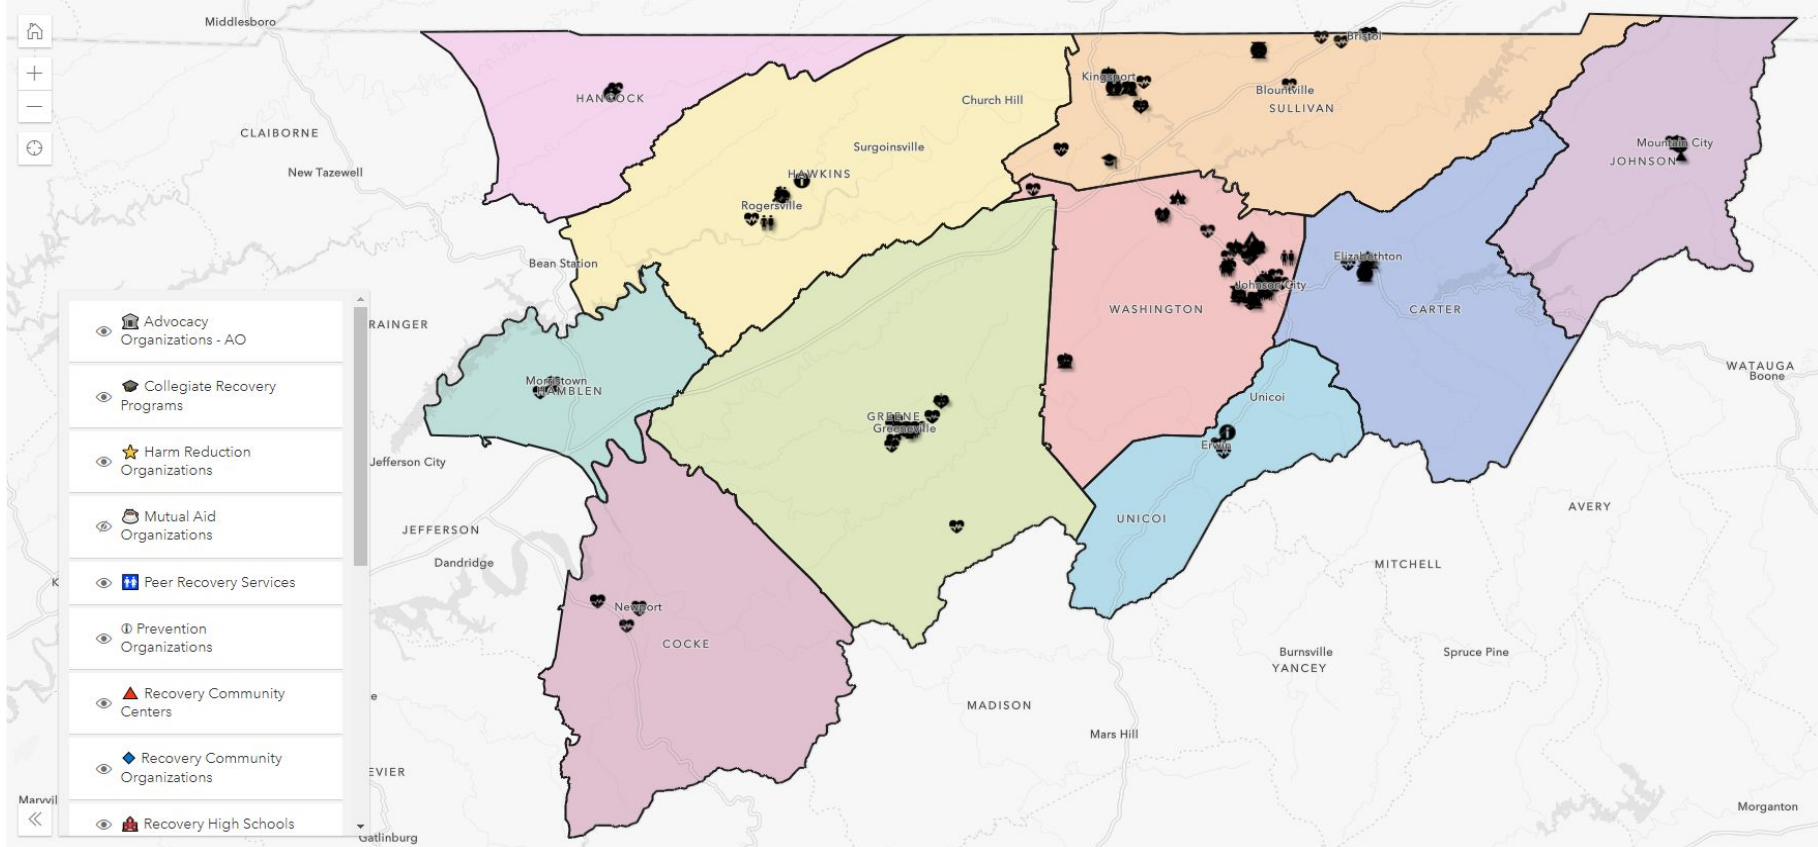 Middlesboro
Bristol
Kingsport
Blountville
SULLIVAN
HANCOCK
Church Hill
CLAIBORNE
Surgoinsville
Mountain City
JOHNSON
New Tazewell
HAWKINS
Rogersville
Bean Station
Elizabethton
Johnson City
WASHINGTON
CARTER
RAINGER
WATAUGA
Boone
Morristown
HAMBLEN
Unicoi
GREENE
Greeneville
Erwin
Jefferson City
UNICOI
AVERY
JEFFERSON
Dandridge
MITCHELL
K
Newport
COCKE
Burnsville
YANCEY
Spruce Pine
e
MADISON
Mars Hill
EVIER
Maryvil
Morganton
Gatlinburg
Advocacy
Organizations - AO
Collegiate Recovery
Programs
Harm Reduction
Organizations
Mutual Aid
Organizations
Peer Recovery Services
Prevention
Organizations
Recovery Community
Centers
Recovery Community
Organizations
Recovery High Schools